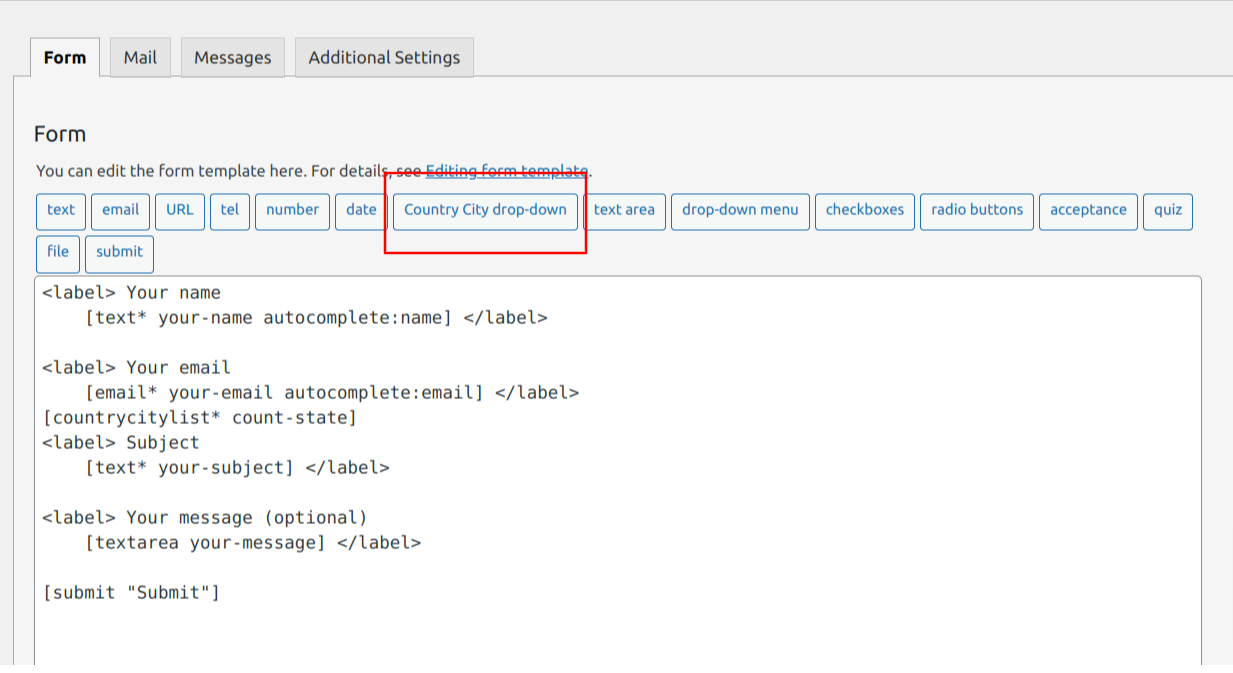 Form Mail Messages Additional Settings
Form
You can edit the form template here. For details, see Editing form template.
text email URL tel number date Country City drop-down text area drop-down menu checkboxes radio buttons acceptance quiz
file submit
<label> Your name
    [text* your-name autocomplete:name] </label>
<label> Your email
    [email* your-email autocomplete:email] </label>
[countrycitylist* count-state]
<label> Subject
    [text* your-subject] </label>
<label> Your message (optional)
    [textarea your-message] </label>
[submit "Submit"]